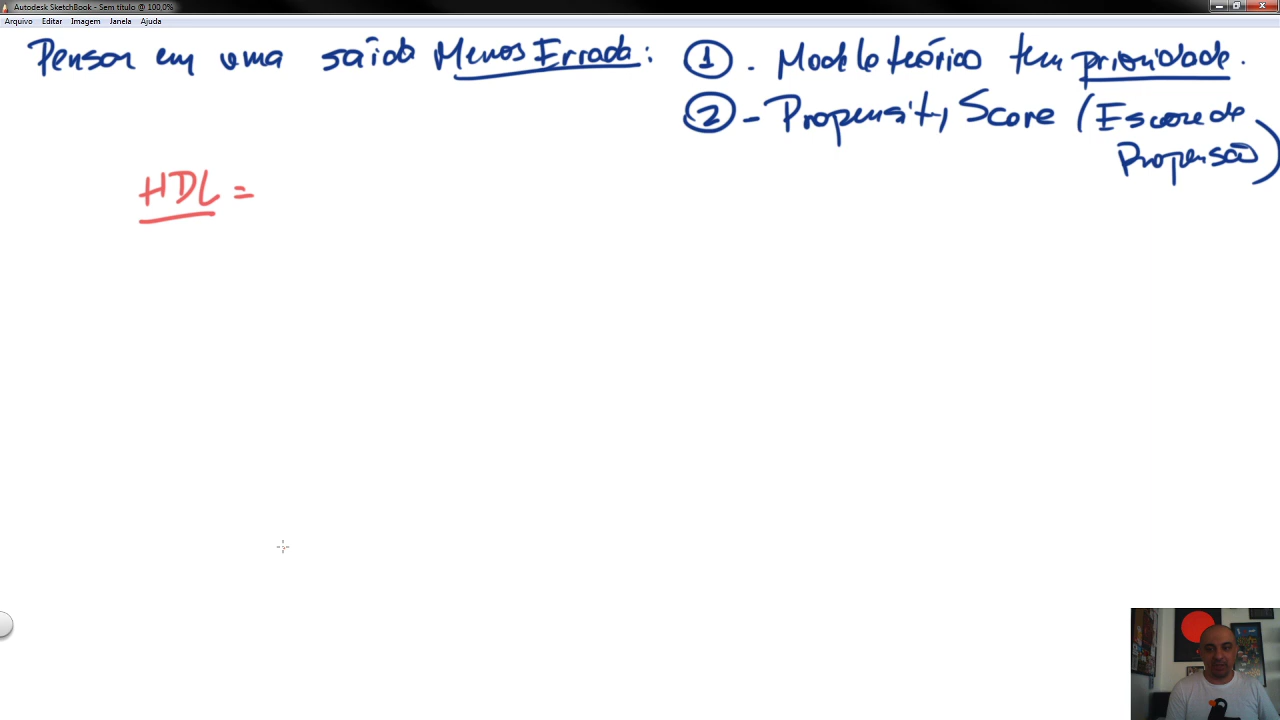 Autodesk SketchBook - Sem título @ 100,0%
Arquivo Editar Imagem Janela Ajuda
Pensar em uma saída Menos Errada: ① . Modelo teórico tem prioridade.
② - Propensity Score (Escore de
Propensão)
HDL =